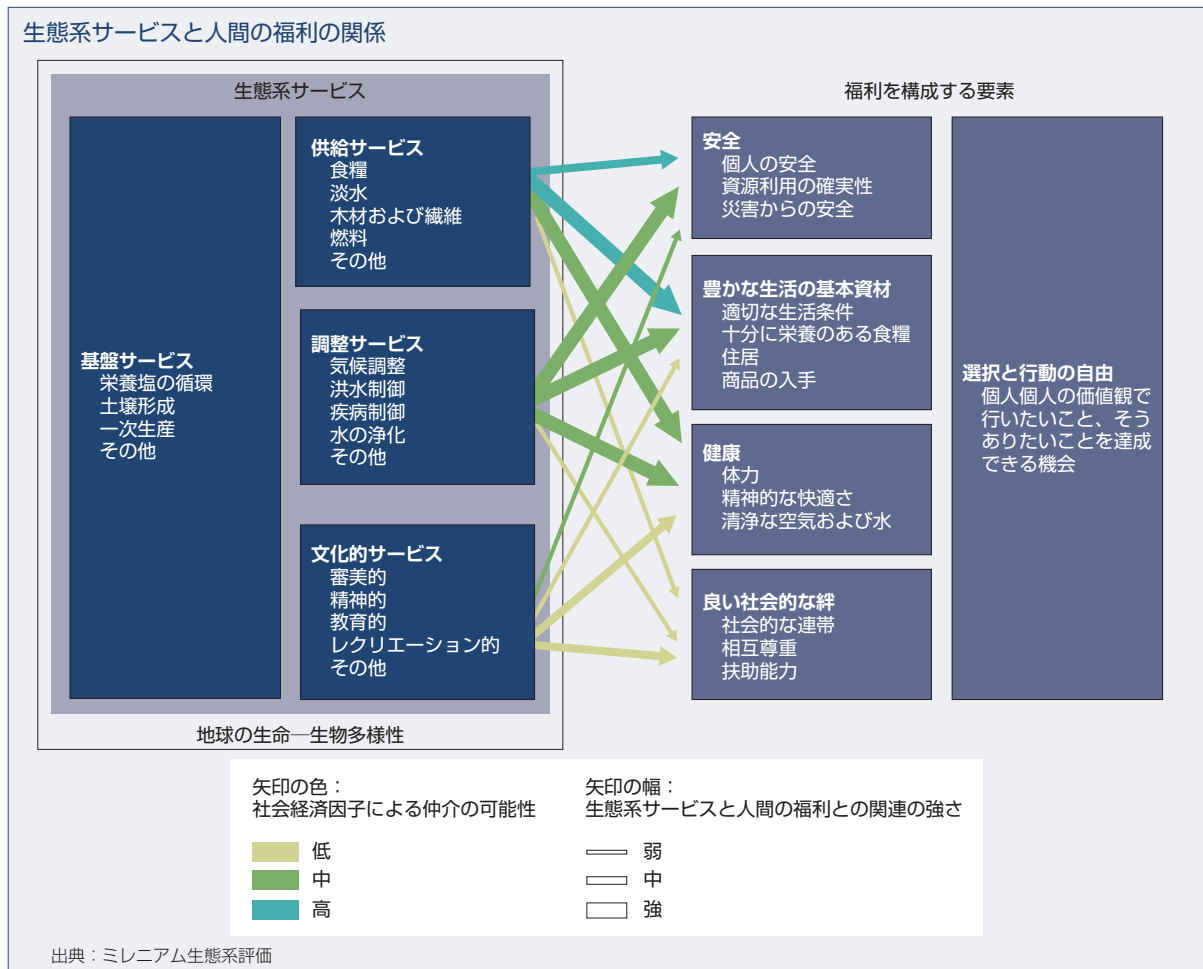 生態系サービスと人間の福利の関係
生態系サービス
基盤サービス
栄養塩の循環
土壌形成
一次生産
その他
供給サービス
食糧
淡水
木材および繊維
燃料
その他
調整サービス
気候調整
洪水制御
疾病制御
水の浄化
その他
文化的サービス
審美的
精神的
教育的
レクリエーション的
その他
地球の生命─生物多様性
福利を構成する要素
安全
個人の安全
資源利用の確実性
災害からの安全
豊かな生活の基本資材
適切な生活条件
十分に栄養のある食糧
住居
商品の入手
健康
体力
精神的な快適さ
清浄な空気および水
良い社会的な絆
社会的な連帯
相互尊重
扶助能力
選択と行動の自由
個人個人の価値観で
行いたいこと、そう
ありたいことを達成
できる機会
矢印の色：
社会経済因子による仲介の可能性
低
中
高
矢印の幅：
生態系サービスと人間の福利との関連の強さ
弱
中
強
出典：ミレニアム生態系評価